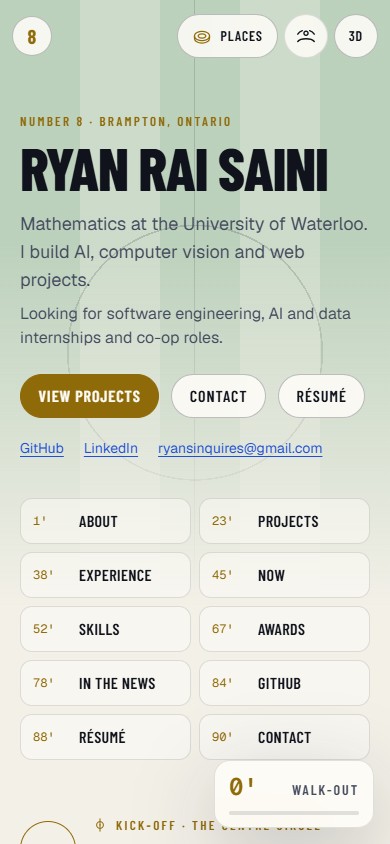 8
PLACES
3D
NUMBER 8 · BRAMPTON, ONTARIO
RYAN RAI SAINI
Mathematics at the University of Waterloo.
I build AI, computer vision and web
projects.
Looking for software engineering, AI and data
internships and co-op roles.
VIEW PROJECTS
CONTACT
RÉSUMÉ
GitHub
LinkedIn
ryansinquires@gmail.com
1' ABOUT
23' PROJECTS
38' EXPERIENCE
45' NOW
52' SKILLS
67' AWARDS
78' IN THE NEWS
84' GITHUB
88' RÉSUMÉ
90' CONTACT
0' WALK-OUT
KICK-OFF · THE CENTRE CIRCLE